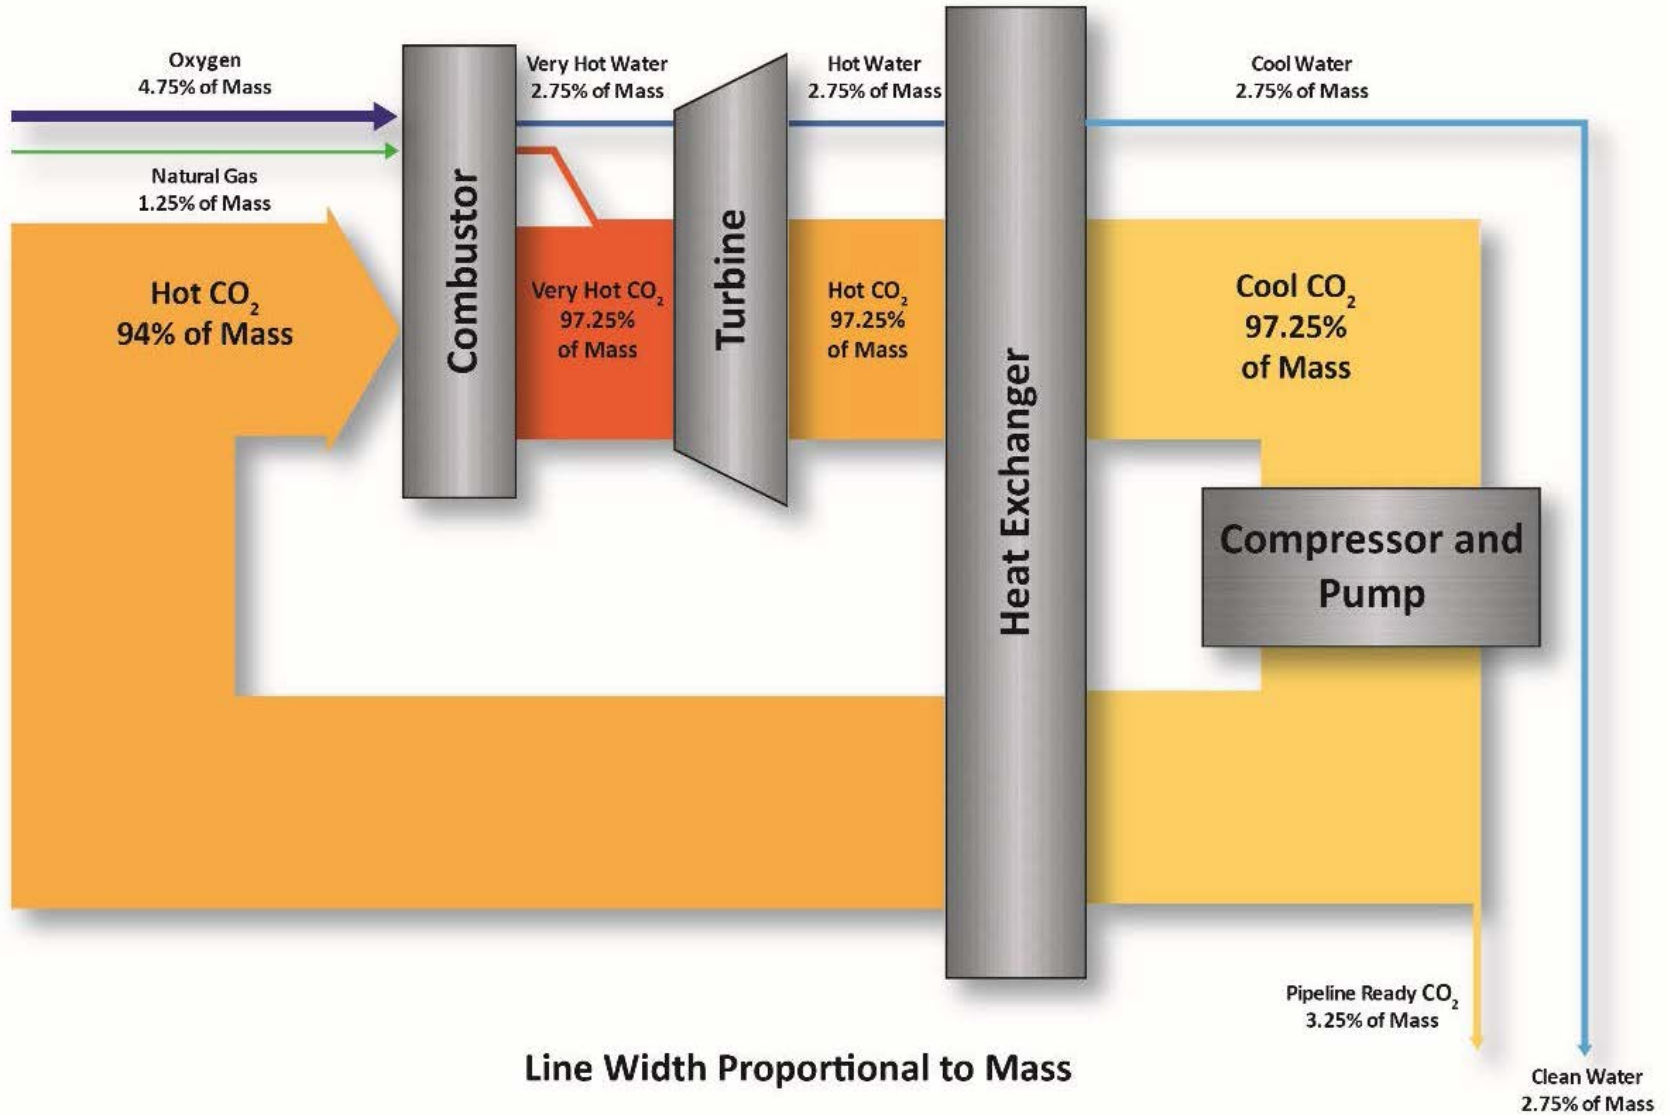 Oxygen
4.75% of Mass
Natural Gas
1.25% of Mass
Hot CO₂
94% of Mass
Combustor
Very Hot Water
2.75% of Mass
Very Hot CO₂
97.25%
of Mass
Turbine
Hot Water
2.75% of Mass
Hot CO₂
97.25%
of Mass
Heat Exchanger
Cool Water
2.75% of Mass
Cool CO₂
97.25%
of Mass
Compressor and
Pump
Pipeline Ready CO₂
3.25% of Mass
Clean Water
2.75% of Mass
Line Width Proportional to Mass